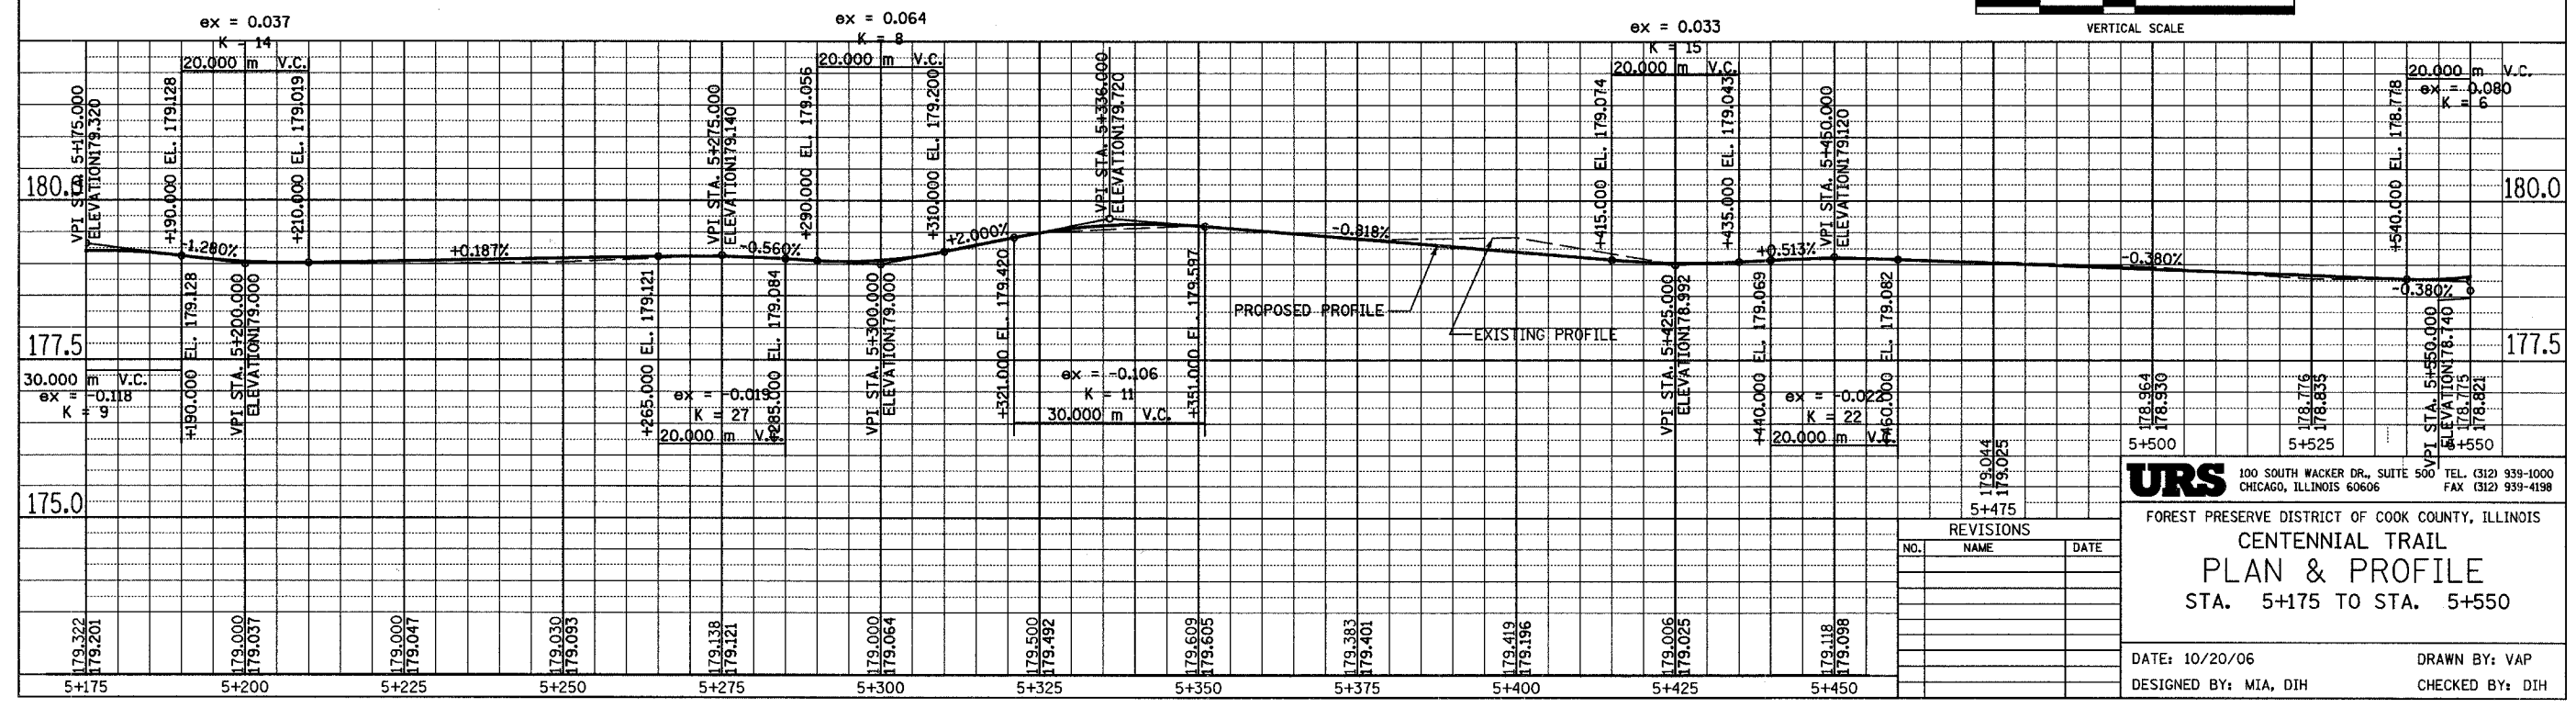 VERTICAL SCALE
ex = 0.037
K = 14
20.000 m V.C.
ex = 0.064
K = 8
20.000 m V.C.
ex = 0.033
K = 15
20.000 m V.C.
20.000 m V.C.
ex = 0.080
K = 6
VPI STA. 5+175.000
ELEVATION179.320
+190.000 EL. 179.128
+210.000 EL. 179.019
VPI STA. 5+275.000
ELEVATION179.140
+290.000 EL. 179.056
+310.000 EL. 179.200
VPI STA. 5+336.000
ELEVATION179.720
+415.000 EL. 179.074
+435.000 EL. 179.043
VPI STA. 5+450.000
ELEVATION179.120
+540.000 EL. 178.778
180.0
180.0
-1.280%
+0.187%
-0.560%
+2.000%
-0.818%
+0.513%
-0.380%
-0.380%
PROPOSED PROFILE
EXISTING PROFILE
177.5
177.5
+190.000 EL. 179.128
VPI STA. 5+200.000
ELEVATION179.000
+265.000 EL. 179.121
+285.000 EL. 179.084
VPI STA. 5+300.000
ELEVATION179.000
+321.000 EL. 179.420
+351.000 EL. 179.597
VPI STA. 5+425.000
ELEVATION178.992
+440.000 EL. 179.069
+460.000 EL. 179.082
VPI STA. 5+550.000
ELEVATION178.740
30.000 m V.C.
ex = -0.118
K = 9
ex = -0.019
K = 27
20.000 m V.C.
ex = -0.106
K = 11
30.000 m V.C.
ex = -0.022
K = 22
20.000 m V.C.
175.0
179.044
179.025
5+475
178.964
178.930
5+500
178.776
178.835
5+525
178.775
178.821
5+550
179.322
179.201
179.000
179.037
179.000
179.047
179.030
179.093
179.138
179.121
179.000
179.064
179.500
179.492
179.609
179.605
179.383
179.401
179.419
179.196
179.006
179.025
179.118
179.098
5+175
5+200
5+225
5+250
5+275
5+300
5+325
5+350
5+375
5+400
5+425
5+450
REVISIONS
NO. NAME DATE
URS
100 SOUTH WACKER DR., SUITE 500 TEL. (312) 939-1000
CHICAGO, ILLINOIS 60606 FAX (312) 939-4198
FOREST PRESERVE DISTRICT OF COOK COUNTY, ILLINOIS
CENTENNIAL TRAIL
PLAN & PROFILE
STA. 5+175 TO STA. 5+550
DATE: 10/20/06 DRAWN BY: VAP
DESIGNED BY: MIA, DIH CHECKED BY: DIH